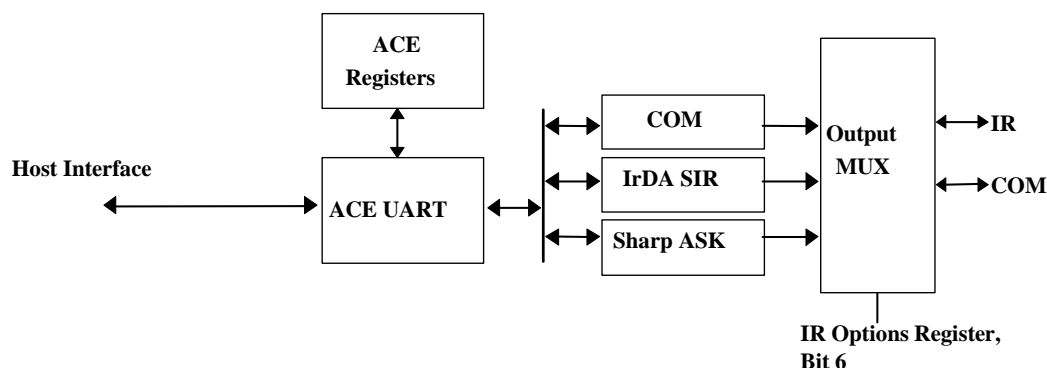 ACE
Registers
Host Interface
ACE UART
COM
IrDA SIR
Sharp ASK
Output
MUX
IR
COM
IR Options Register,
Bit 6